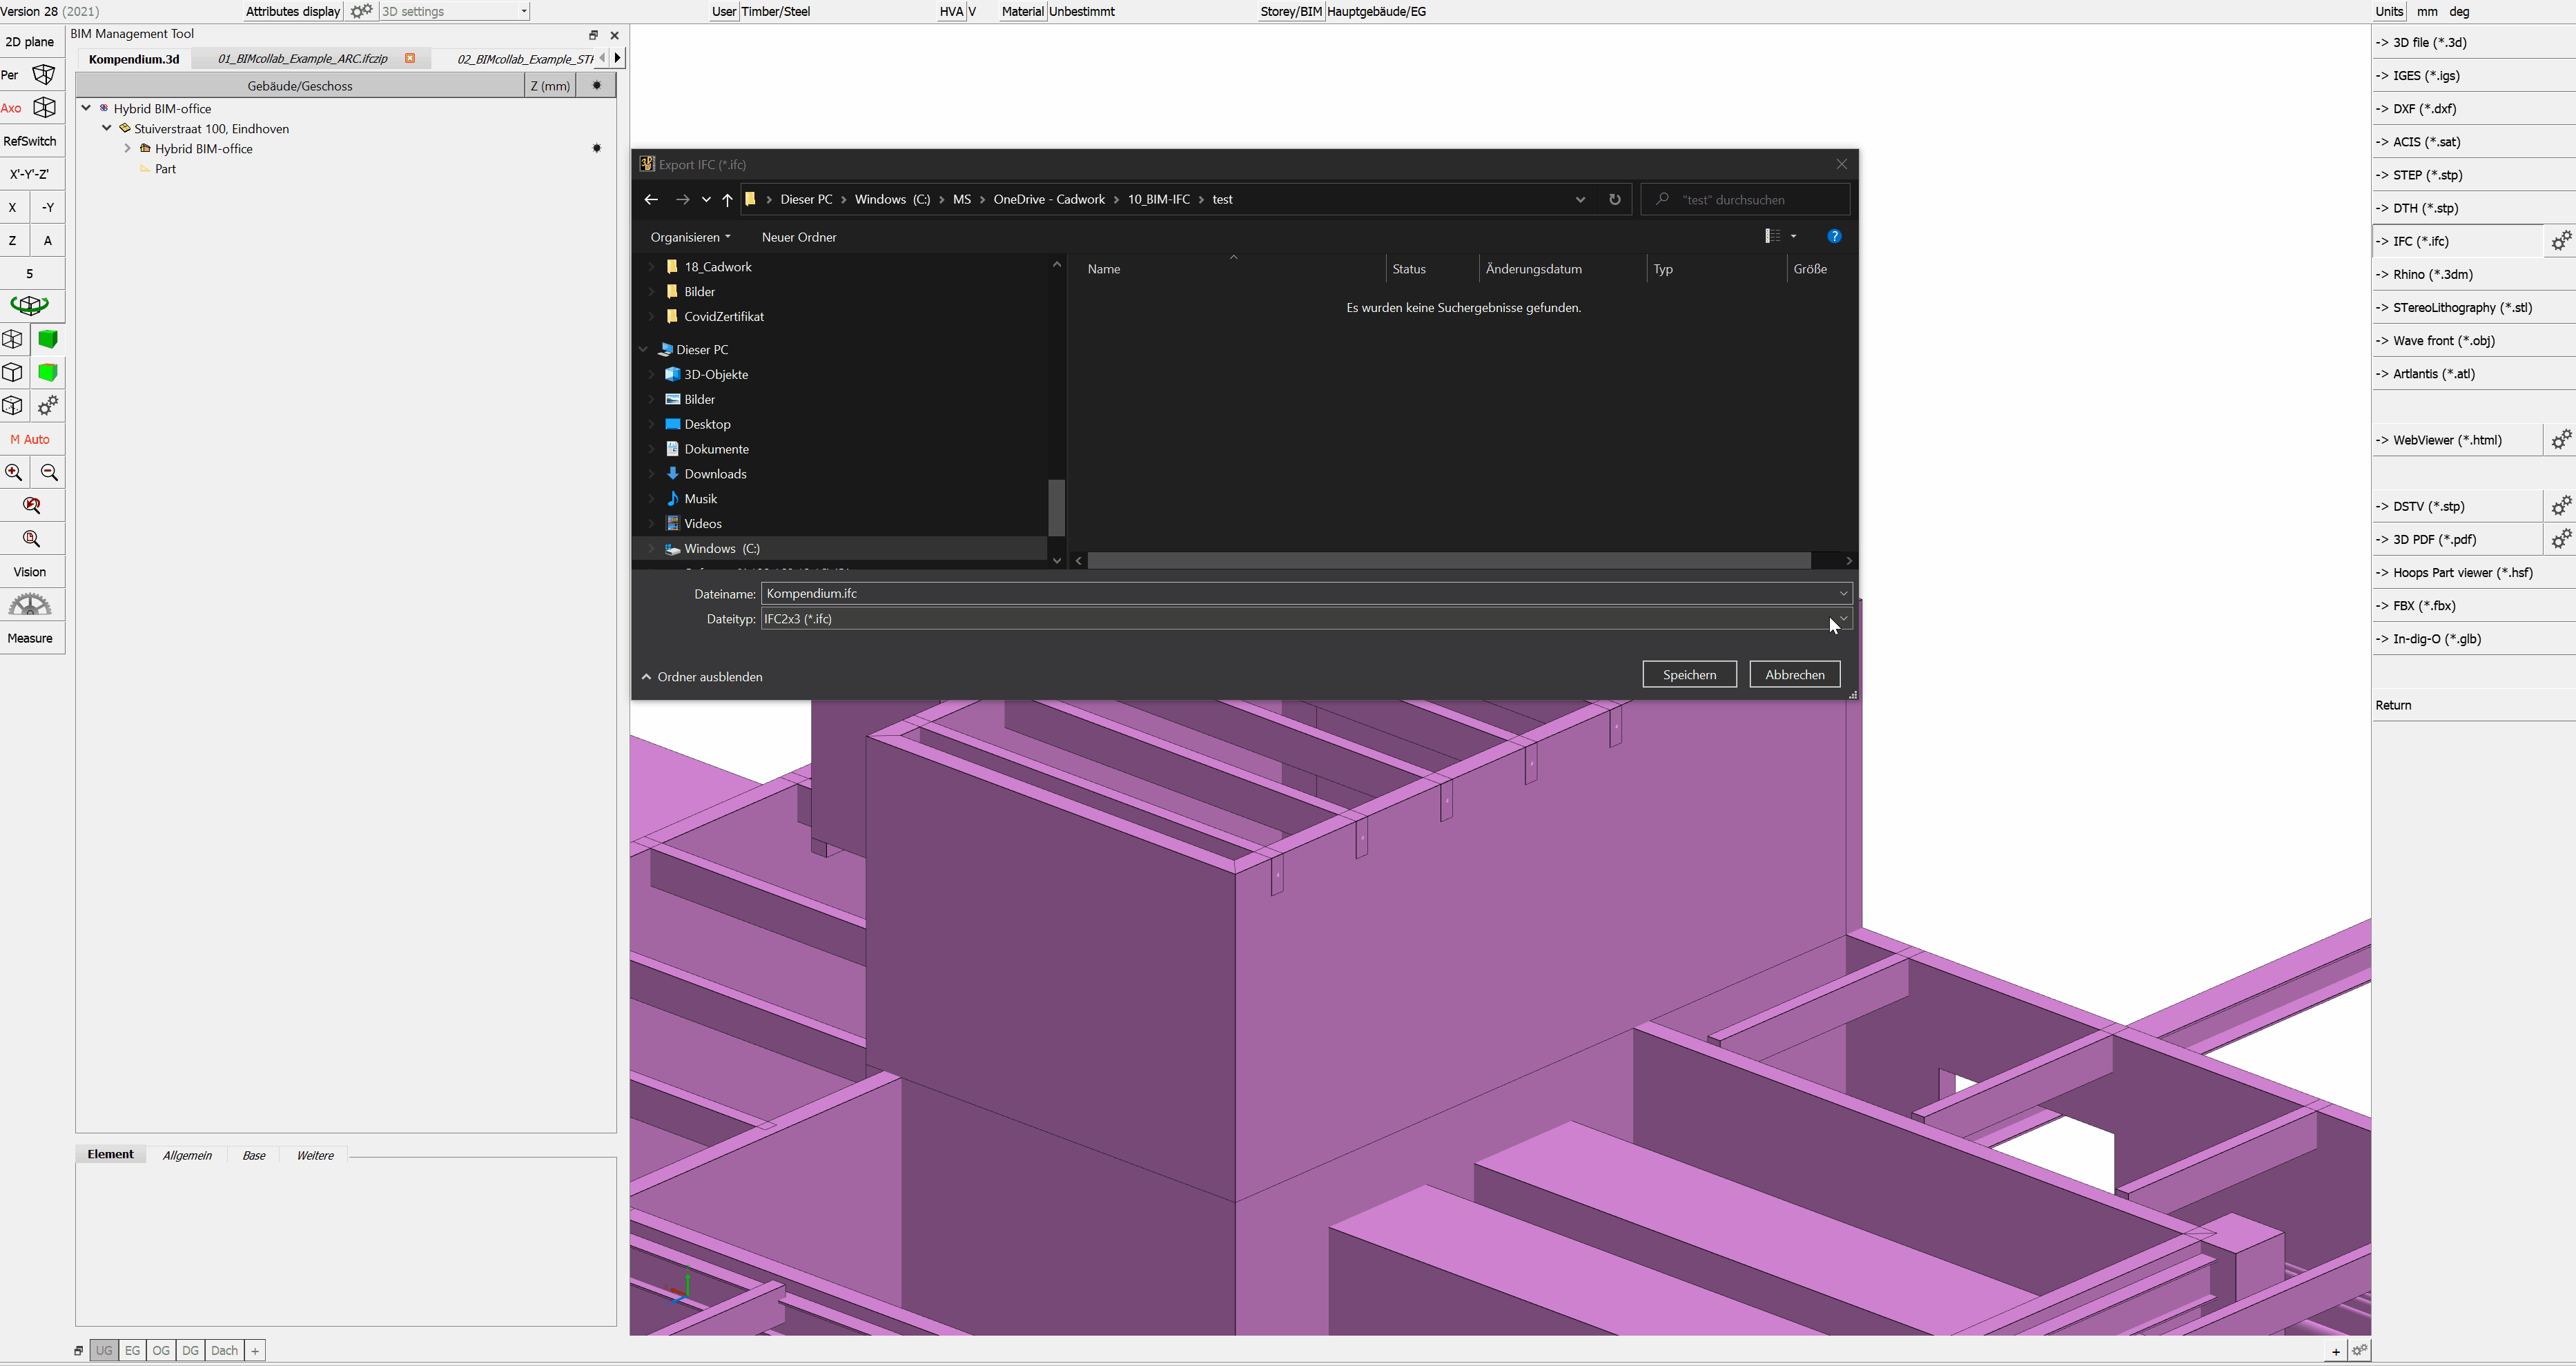 Version 28 (2021)
Attributes display
3D settings
User
Timber/Steel
HVA
V
Material
Unbestimmt
Storey/BIM
Hauptgebäude/EG
Units
mm
deg
2D plane
Per
Axo
RefSwitch
X'-Y'-Z'
X
-Y
Z
A
5
M Auto
Vision
Measure
BIM Management Tool
Kompendium.3d
01_BIMcollab_Example_ARC.ifczip
Gebäude/Geschoss
Z (mm)
Hybrid BIM-office
Stuiverstraat 100, Eindhoven
Hybrid BIM-office
Part
Element
Allgemein
Base
Weitere
UG
EG
OG
DG
Dach
+
Export IFC (*.ifc)
Dieser PC
Windows (C:)
MS
OneDrive - Cadwork
10_BIM-IFC
test
"test" durchsuchen
Organisieren
Neuer Ordner
?
18_Cadwork
Bilder
CovidZertifikat
Dieser PC
3D-Objekte
Bilder
Desktop
Dokumente
Downloads
Musik
Videos
Windows (C:)
Name
Status
Änderungsdatum
Typ
Größe
Es wurden keine Suchergebnisse gefunden.
Dateiname:
Kompendium.ifc
Dateityp:
IFC2x3 (*.ifc)
Ordner ausblenden
Speichern
Abbrechen
-> 3D file (*.3d)
-> IGES (*.igs)
-> DXF (*.dxf)
-> ACIS (*.sat)
-> STEP (*.stp)
-> DTH (*.stp)
-> IFC (*.ifc)
-> Rhino (*.3dm)
-> STereoLithography (*.stl)
-> Wave front (*.obj)
-> Artlantis (*.atl)
-> WebViewer (*.html)
-> DSTV (*.stp)
-> 3D PDF (*.pdf)
-> Hoops Part viewer (*.hsf)
-> FBX (*.fbx)
-> In-dig-O (*.glb)
Return
+